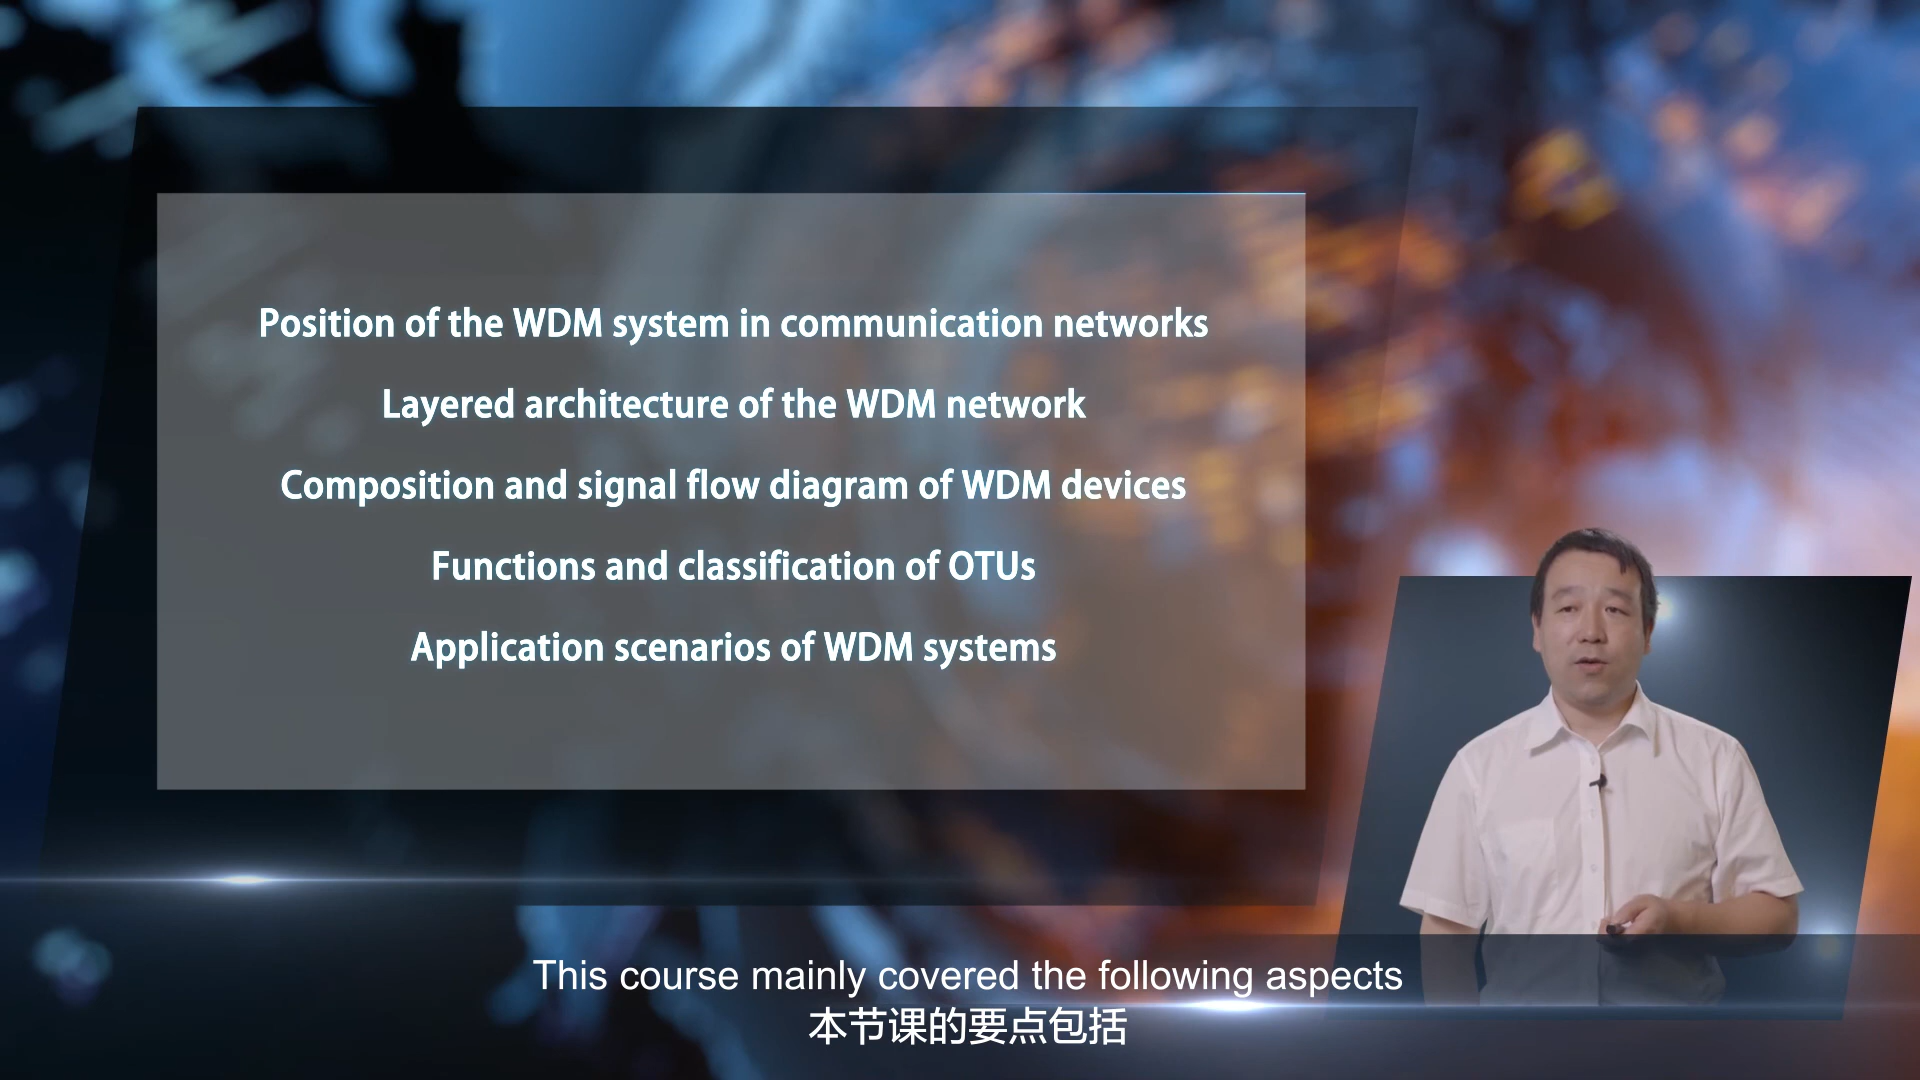 Position of the WDM system in communication networks
Layered architecture of the WDM network
Composition and signal flow diagram of WDM devices
Functions and classification of OTUs
Application scenarios of WDM systems
This course mainly covered the following aspects
本节课的要点包括